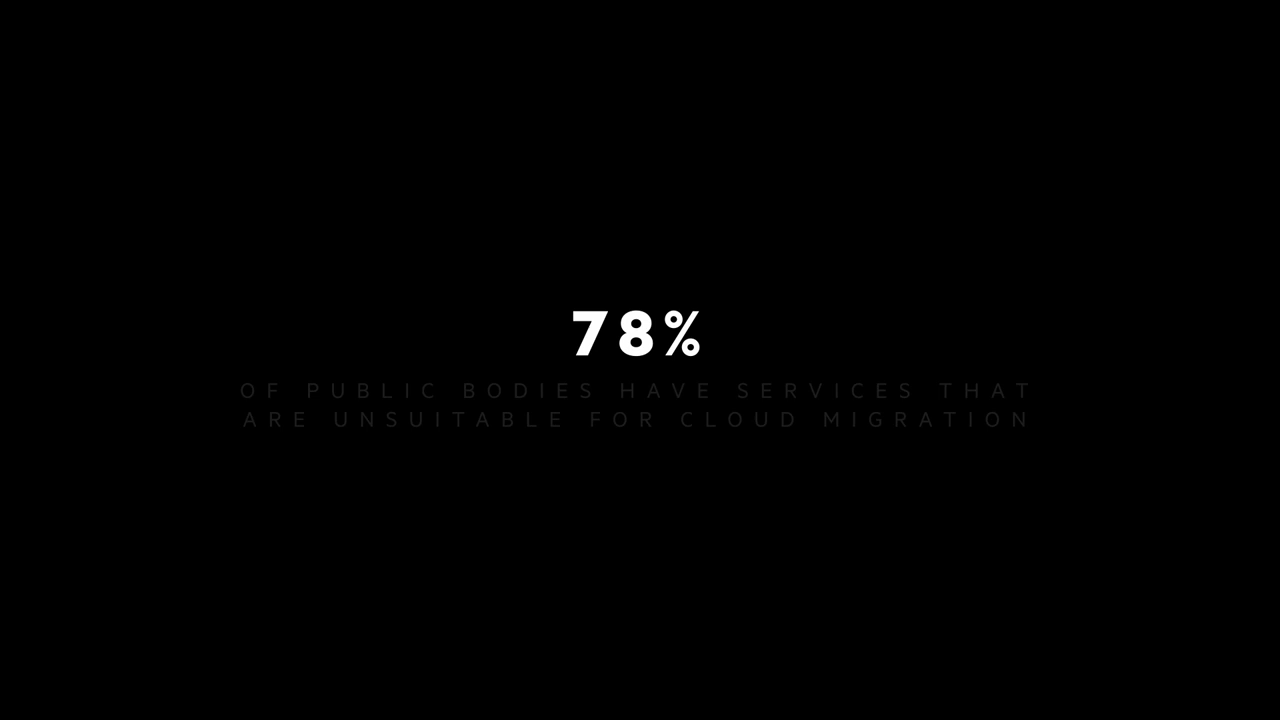 78%
OF PUBLIC BODIES HAVE SERVICES THAT
ARE UNSUITABLE FOR CLOUD MIGRATION